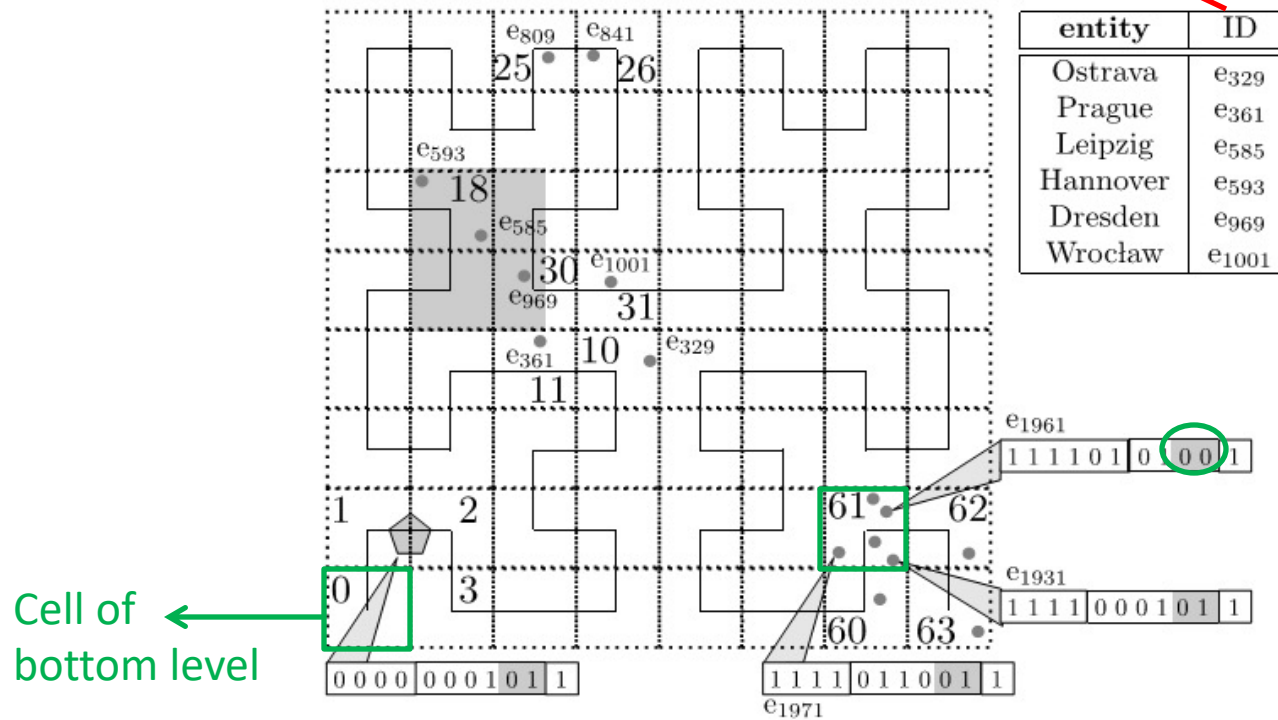 e809 e841
25 26
e593
18
e585
30 e1001
e969
31
e361 10 e329
11
1 2
0 3
61 62
60 63
Cell of
bottom level
0 0 0 0 0 0 0 1 0 1 1
1 1 1 1 0 1 1 0 0 1 1
e1971
e1961
1 1 1 1 0 1 0 1 0 0 1
e1931
1 1 1 1 0 0 0 1 0 1 1
entity ID
Ostrava e329
Prague e361
Leipzig e585
Hannover e593
Dresden e969
Wrocław e1001